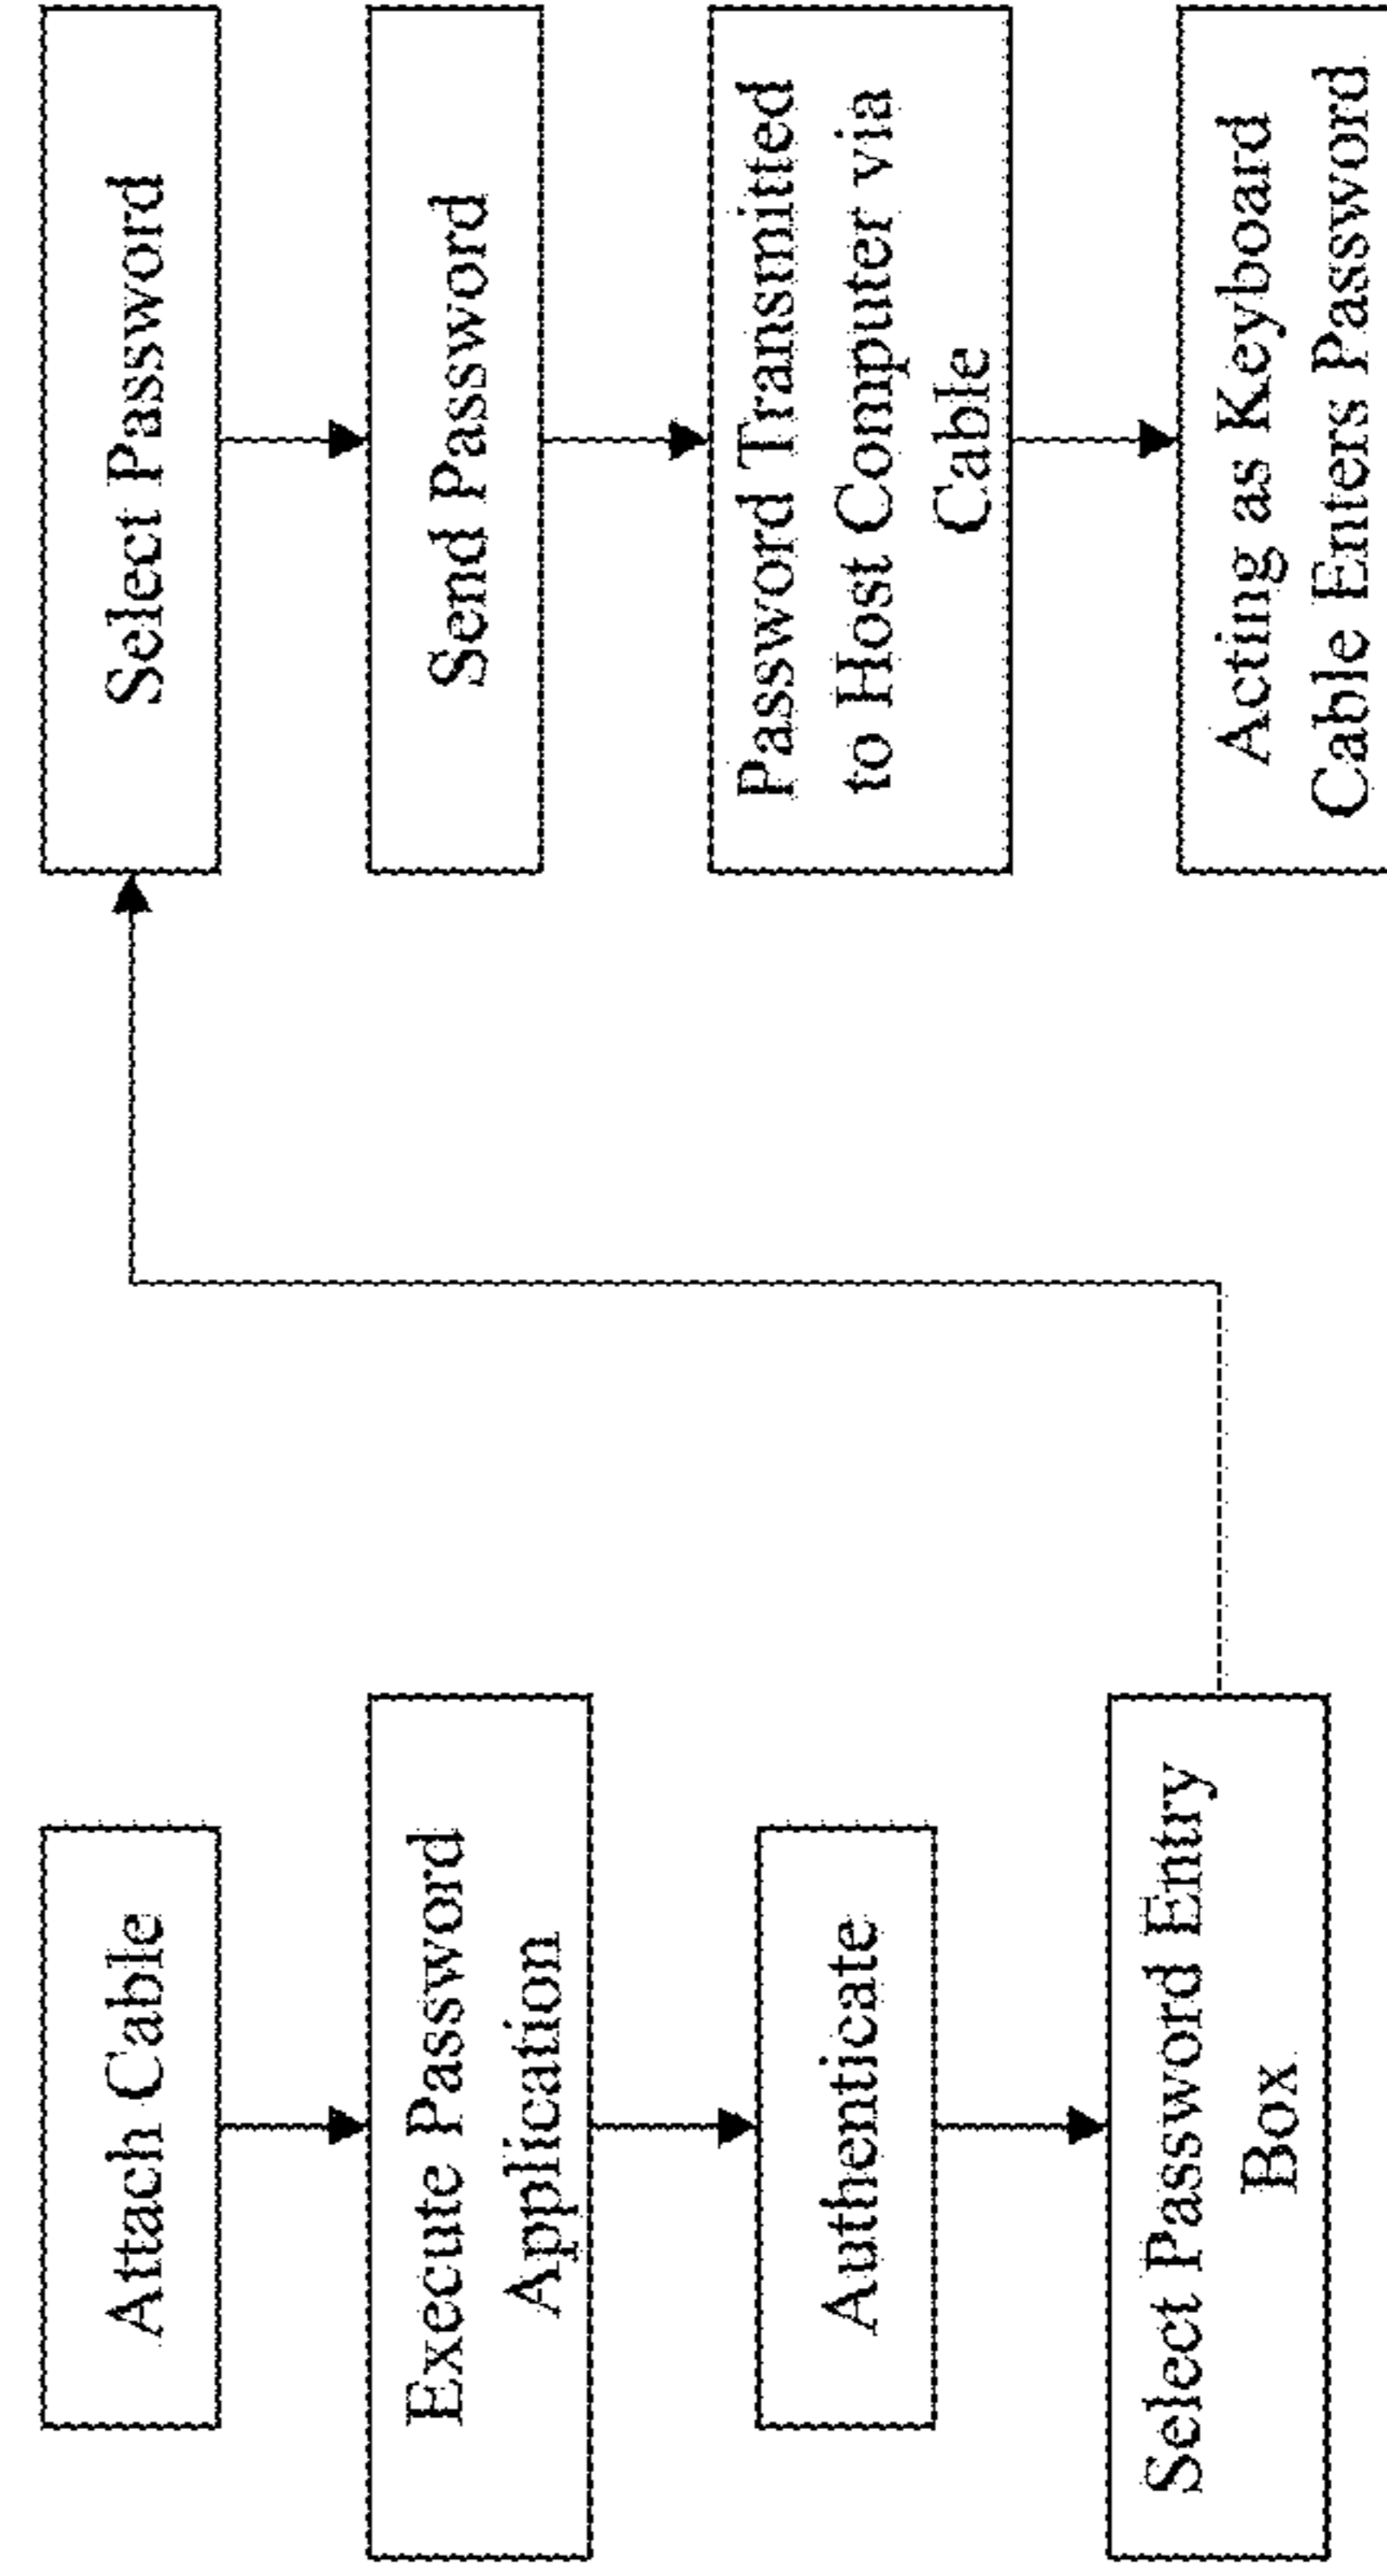 Attach Cable
Execute Password
Application
Authenticate
Select Password Entry
Box
Select Password
Send Password
Password Transmitted
to Host Computer via
Cable
Acting as Keyboard
Cable Enters Password